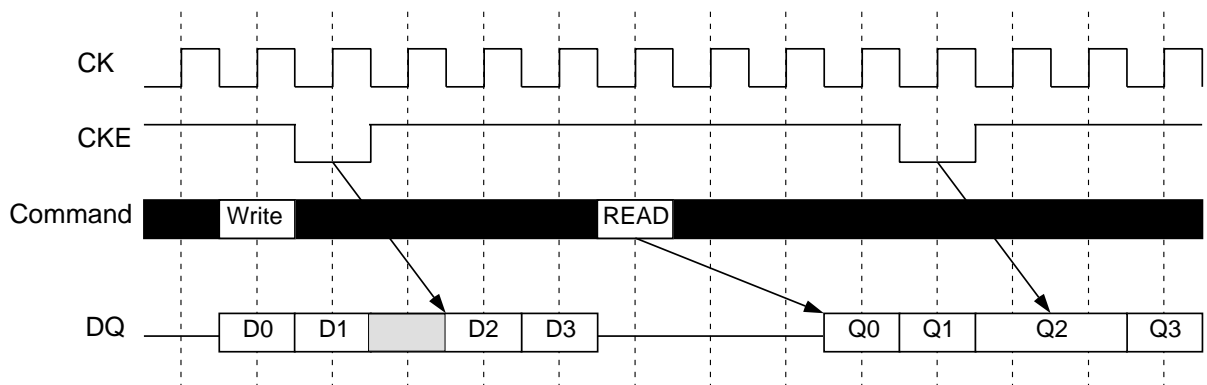 CK
CKE
Command Write READ
DQ D0 D1 D2 D3 Q0 Q1 Q2 Q3